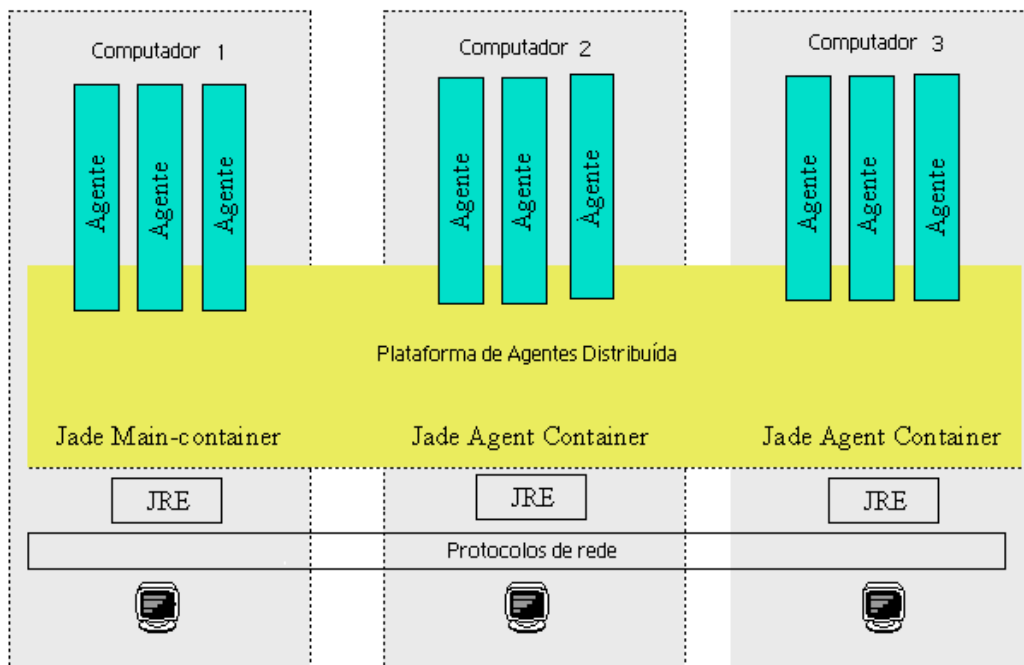 Computador 1
Computador 2
Computador 3
Agente
Agente
Agente
Agente
Agente
Agente
Agente
Agente
Agente
Plataforma de Agentes Distribuída
Jade Main-container
Jade Agent Container
Jade Agent Container
JRE
JRE
JRE
Protocolos de rede